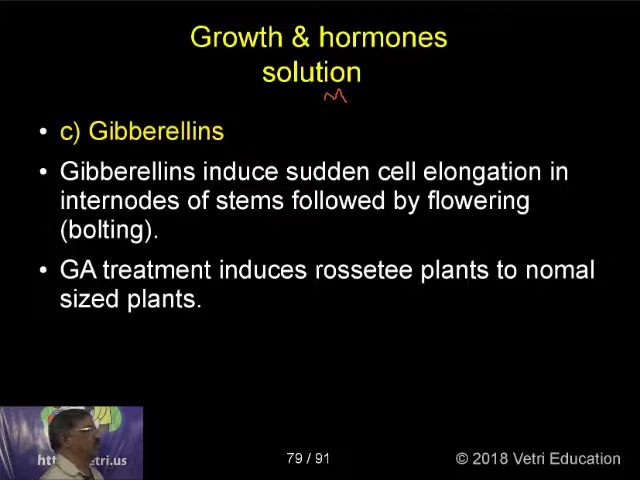 Growth & hormones
solution
• c) Gibberellins
• Gibberellins induce sudden cell elongation in
internodes of stems followed by flowering
(bolting).
• GA treatment induces rossetee plants to nomal
sized plants.
79 / 91
© 2018 Vetri Education